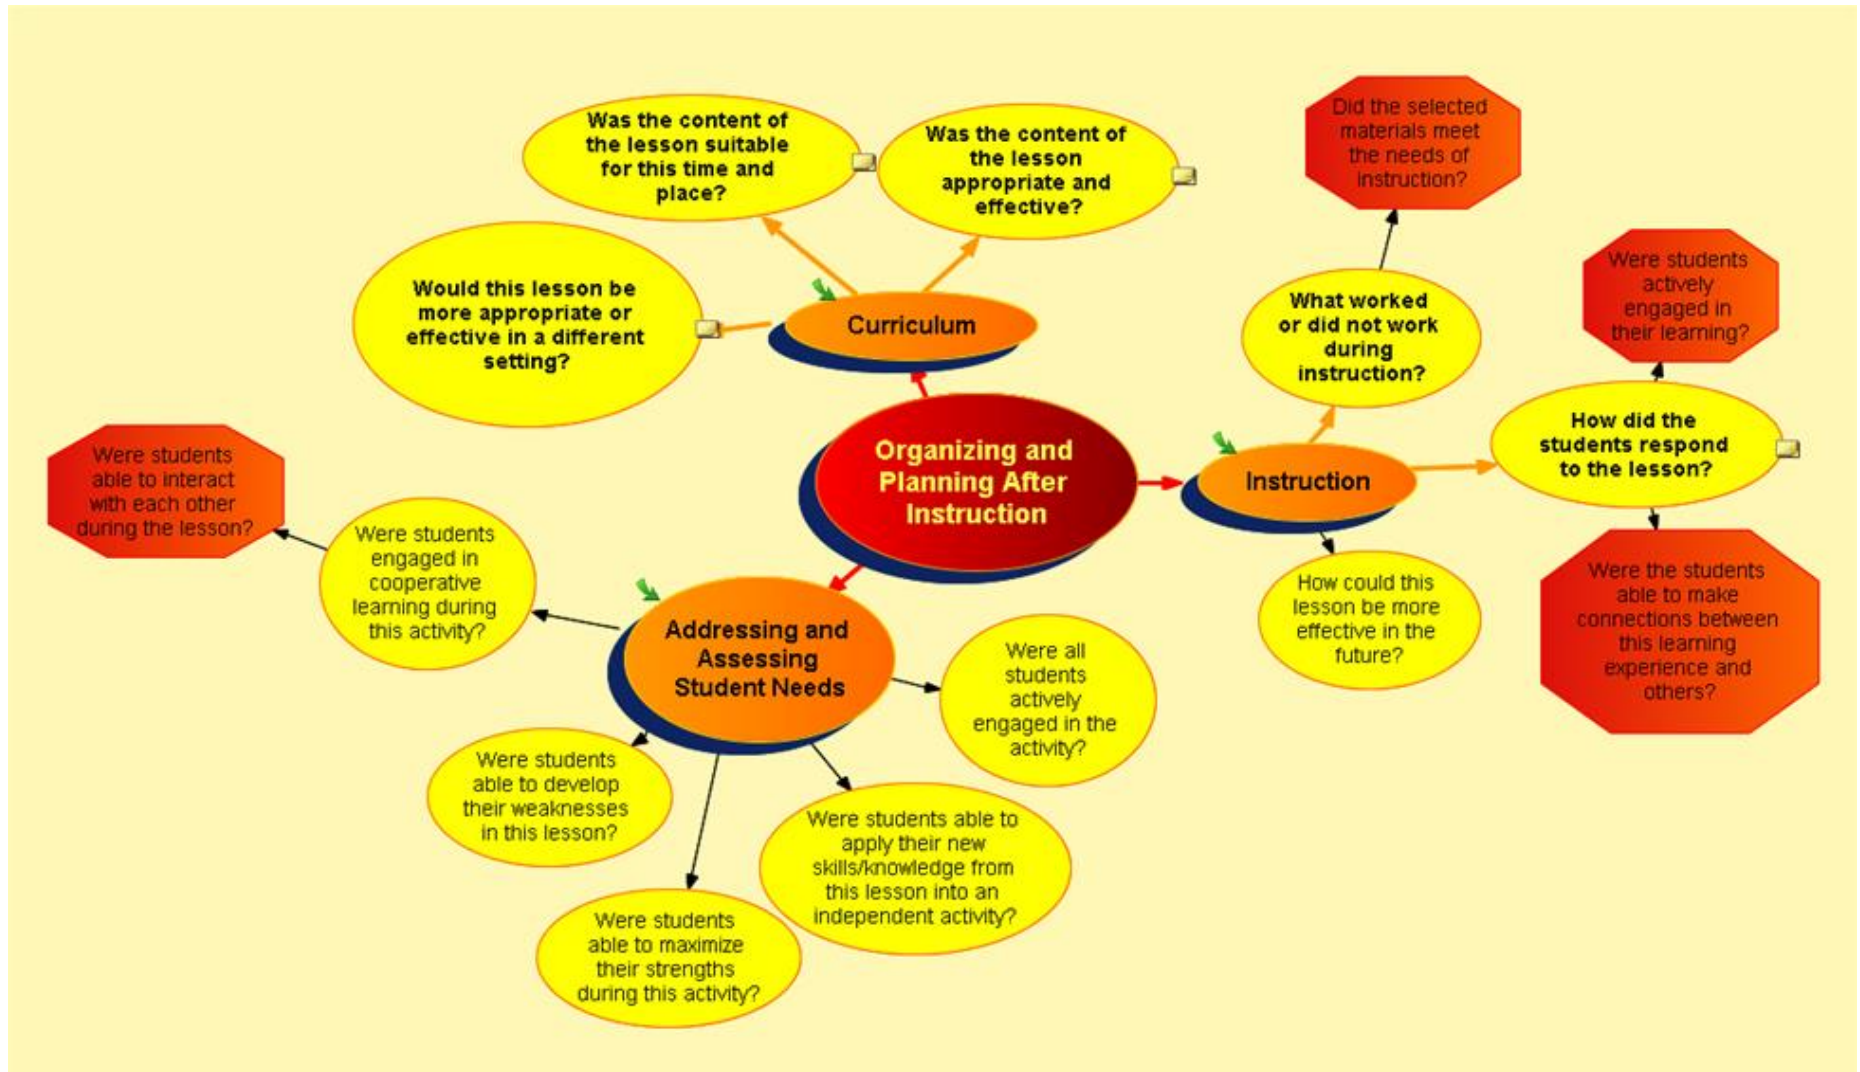 Was the content of
the lesson suitable
for this time and
place?
Was the content of
the lesson
appropriate and
effective?
Would this lesson be
more appropriate or
effective in a different
setting?
Curriculum
Did the selected
materials meet
the needs of
instruction?
What worked
or did not work
during
instruction?
Were students
actively
engaged in
their learning?
How did the
students respond
to the lesson?
Instruction
Organizing and
Planning After
Instruction
Were the students
able to make
connections between
this learning
experience and
others?
How could this
lesson be more
effective in the
future?
Were students
able to interact
with each other
during the lesson?
Were students
engaged in
cooperative
learning during
this activity?
Addressing and
Assessing
Student Needs
Were all
students
actively
engaged in the
activity?
Were students
able to develop
their weaknesses
in this lesson?
Were students able to
apply their new
skills/knowledge from
this lesson into an
independent activity?
Were students
able to maximize
their strengths
during this activity?